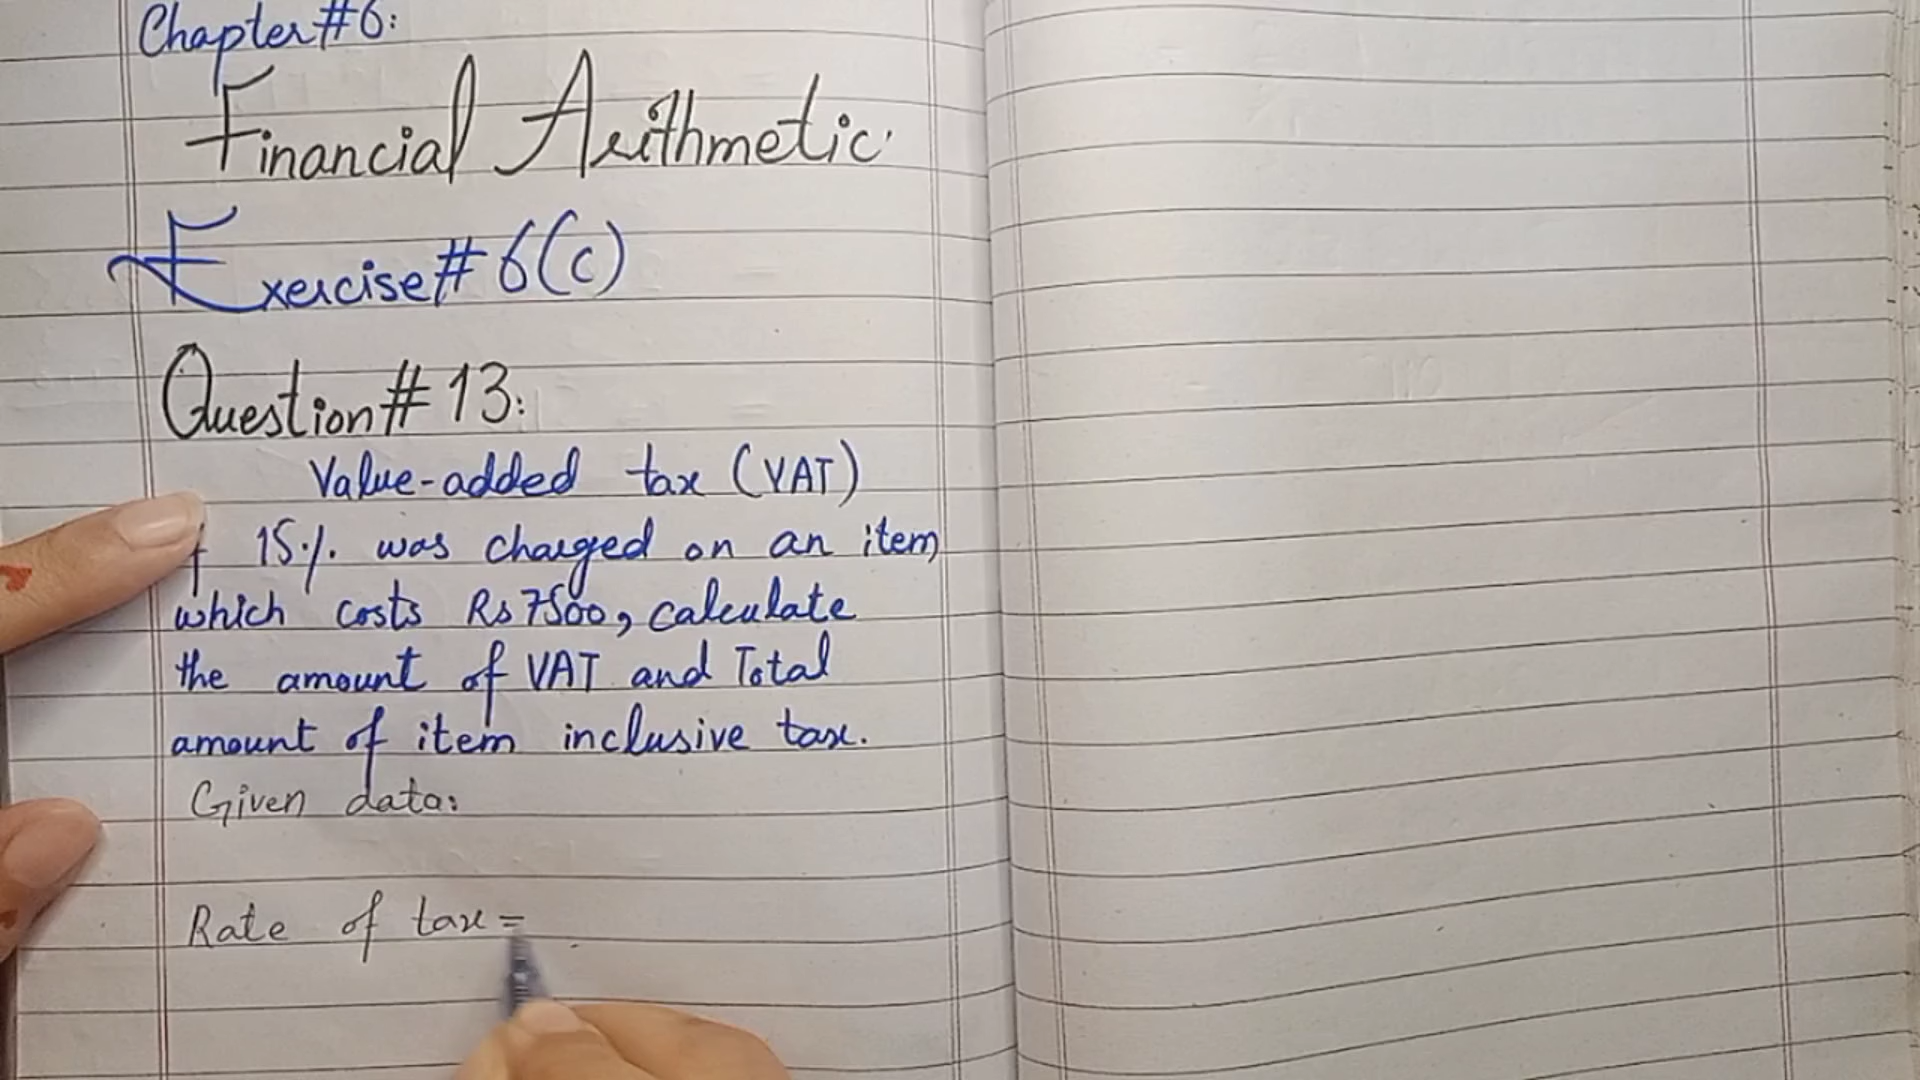 Chapter#6:
Financial Arithmetic.
Exercise# 6(c)
Question# 13:
Value-added tax (VAT)
15%. was charged on an item
which costs Rs 7500, calculate
the amount of VAT and Total
amount of item inclusive tax.
Given data:
Rate of tax =